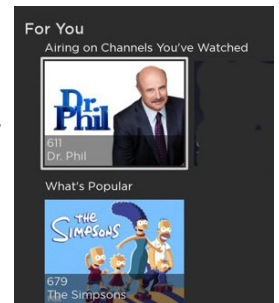 For You
Airing on Channels You've Watched
Dr.
Phil
611
Dr. Phil
What's Popular
THE
SIMPSONS
679
The Simpsons